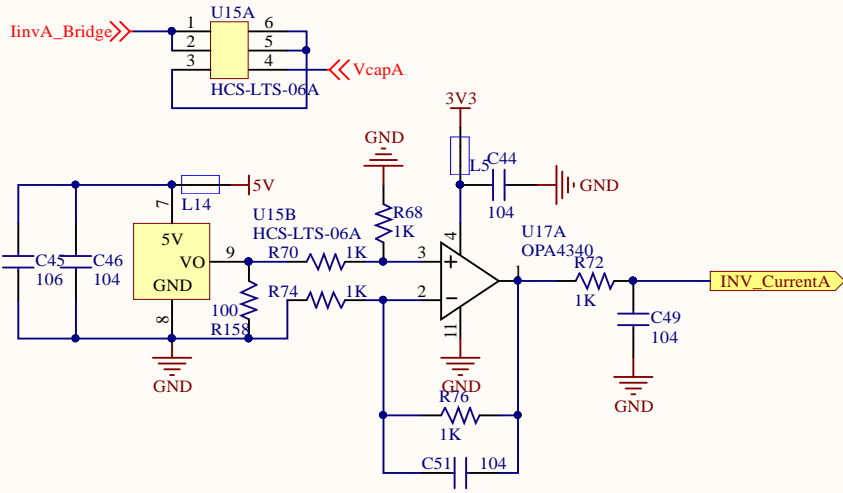 U15A
IinvA_Bridge
1
6
2
5
3
4
VcapA
HCS-LTS-06A
3V3
GND
L5
C44
GND
104
5V
L14
7
U15B
HCS-LTS-06A
R68
1K
4
U17A
OPA4340
5V
VO
9
R70
1K
3
1
R72
INV_CurrentA
C45
106
C46
104
GND
R74
1K
2
1K
100
R158
8
11
C49
104
GND
GND
R76
1K
GND
C51
104